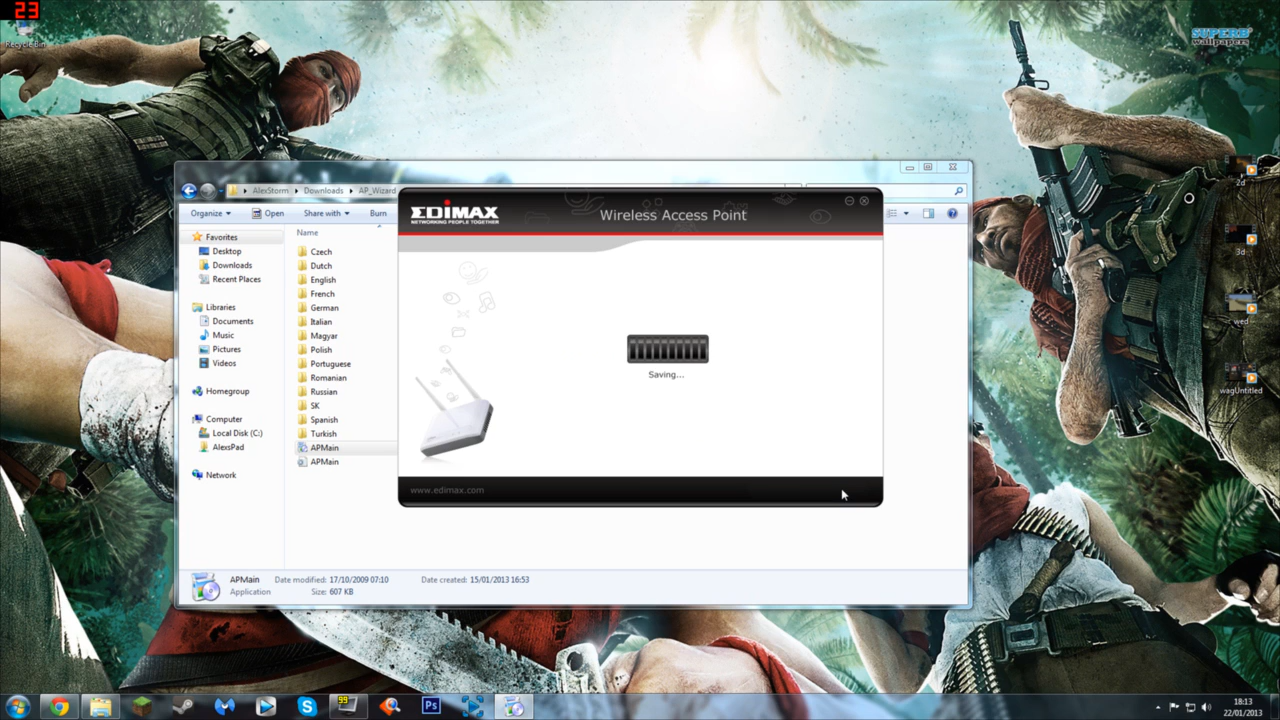 23
Recycle Bin
SUPERB
wallpapers
AlexStorm
Downloads
AP_Wizard
Organize
Open
Share with
Burn
Name
Favorites
Desktop
Downloads
Recent Places
Libraries
Documents
Music
Pictures
Videos
Homegroup
Computer
Local Disk (C:)
AlexsPad
Network
Czech
Dutch
English
French
German
Italian
Magyar
Polish
Portuguese
Romanian
Russian
SK
Spanish
Turkish
APMain
APMain
EDIMAX
NETWORKING PEOPLE TOGETHER
Wireless Access Point
Saving...
www.edimax.com
APMain
Date modified: 17/10/2009 07:10
Date created: 15/01/2013 16:53
Application
Size: 607 KB
2d
3d
wed
wagUntitled
99
Ps
18:13
22/01/2013